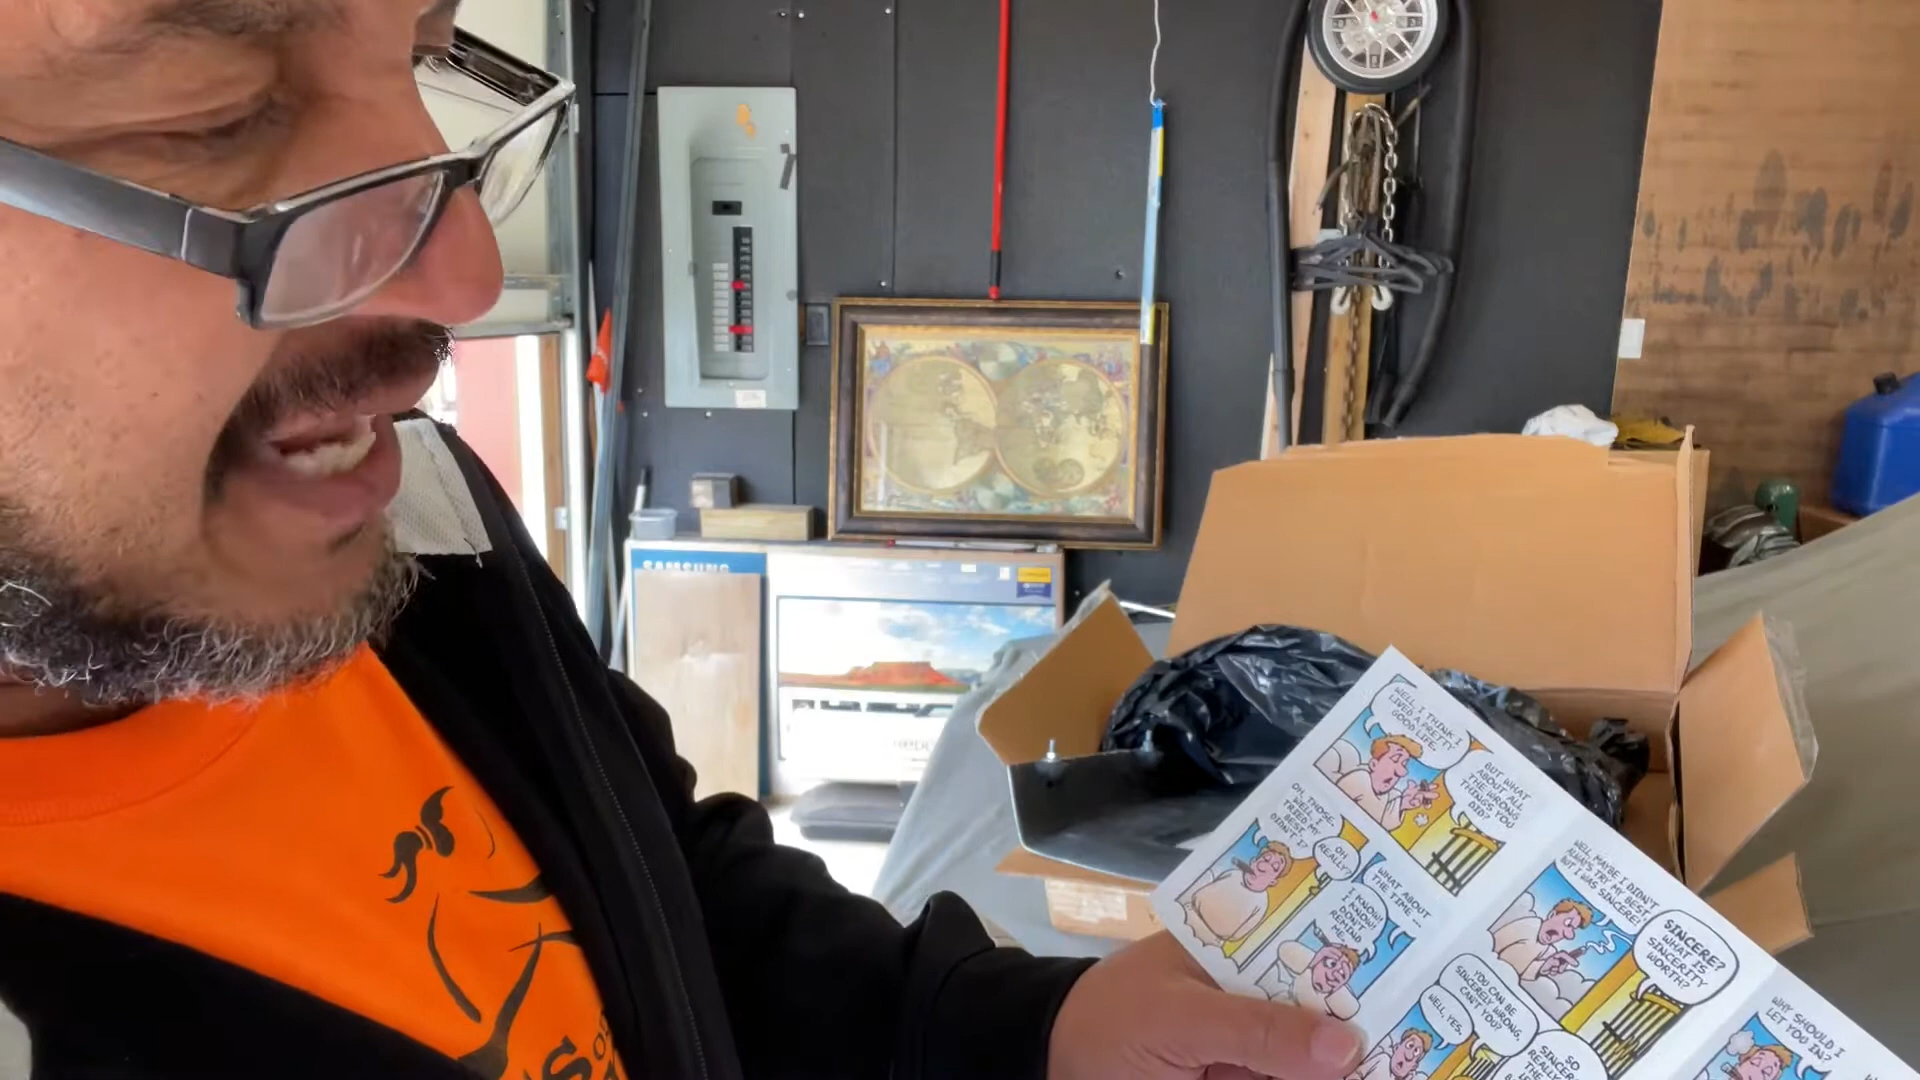 SAMSUNG
WELL, I THINK I
LIVED A PRETTY
GOOD LIFE.
BUT WHAT
ABOUT ALL
THE WRONG
THINGS YOU
DID?
OH, THOSE.
WELL, I
TRIED MY
BEST,
DIDN'T I?
OH
REALLY?
WHAT ABOUT
THE TIME...
I KNOW!
I KNOW!
DON'T
REMIND
ME.
WELL, MAYBE I DIDN'T
ALWAYS TRY MY BEST,
BUT I WAS SINCERE!
SINCERE?
WHAT IS
SINCERITY
WORTH?
YOU CAN BE
SINCERELY WRONG,
CAN'T YOU?
WELL, YES,
SO
REALLY
WHY SHOULD I
LET YOU IN?